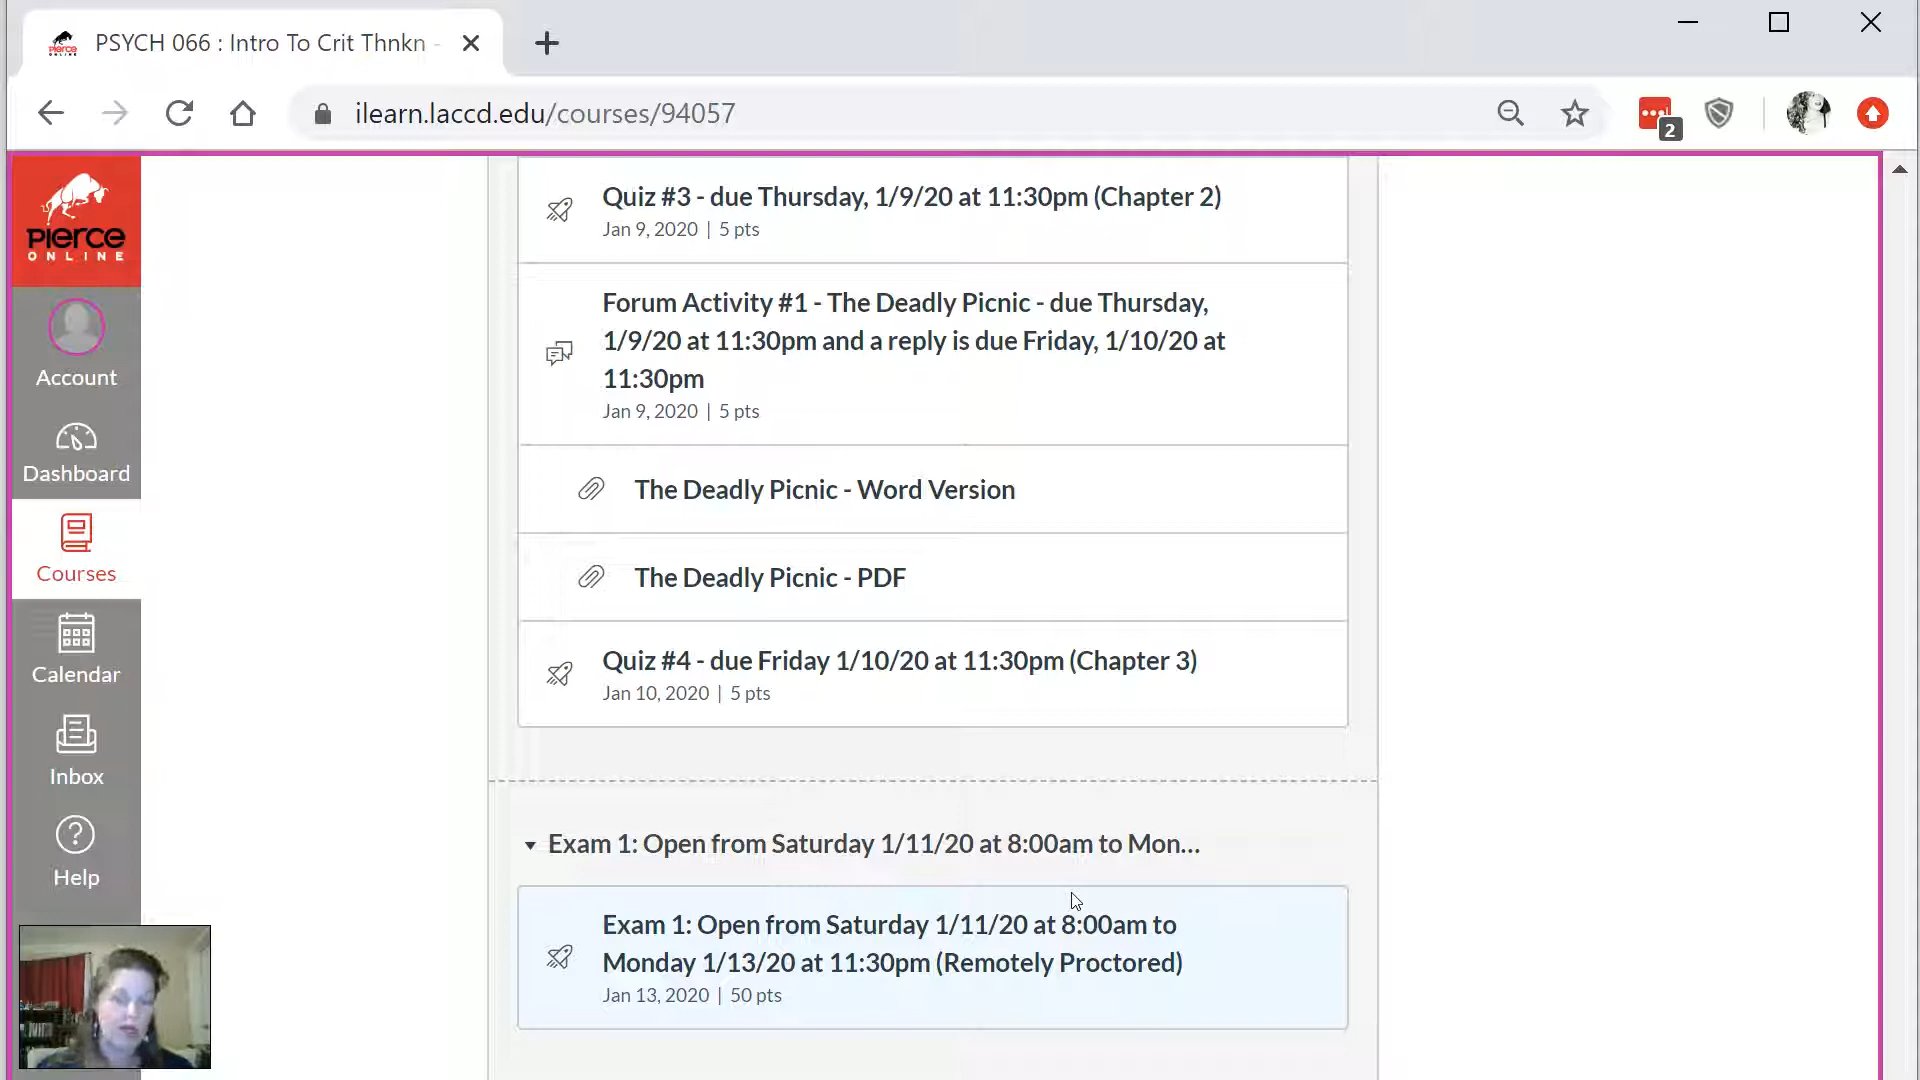 PSYCH 066 : Intro To Crit Thnkn -
ilearn.laccd.edu/courses/94057
2
PIERCE
ONLINE
Account
Dashboard
Courses
Calendar
Inbox
Help
Quiz #3 - due Thursday, 1/9/20 at 11:30pm (Chapter 2)
Jan 9, 2020 | 5 pts
Forum Activity #1 - The Deadly Picnic - due Thursday,
1/9/20 at 11:30pm and a reply is due Friday, 1/10/20 at
11:30pm
Jan 9, 2020 | 5 pts
The Deadly Picnic - Word Version
The Deadly Picnic - PDF
Quiz #4 - due Friday 1/10/20 at 11:30pm (Chapter 3)
Jan 10, 2020 | 5 pts
Exam 1: Open from Saturday 1/11/20 at 8:00am to Mon...
Exam 1: Open from Saturday 1/11/20 at 8:00am to
Monday 1/13/20 at 11:30pm (Remotely Proctored)
Jan 13, 2020 | 50 pts